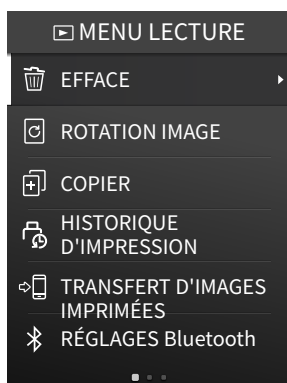 MENU LECTURE
EFFACE
ROTATION IMAGE
COPIER
HISTORIQUE
D'IMPRESSION
TRANSFERT D'IMAGES
IMPRIMÉES
RÉGLAGES Bluetooth